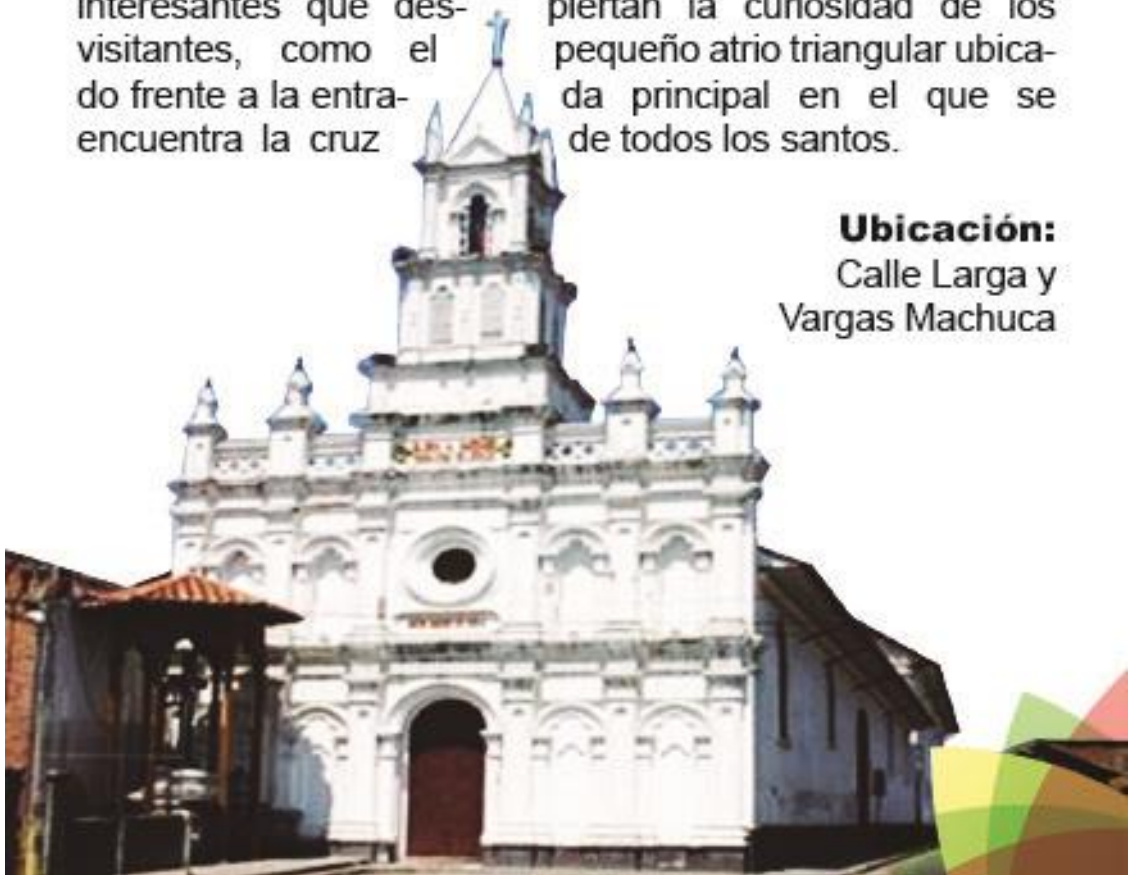 interesantes que des- piertan la curiosidad de los
visitantes, como el pequeño atrio triangular ubica-
do frente a la entra- da principal en el que se
encuentra la cruz de todos los santos.
Ubicación:
Calle Larga y
Vargas Machuca